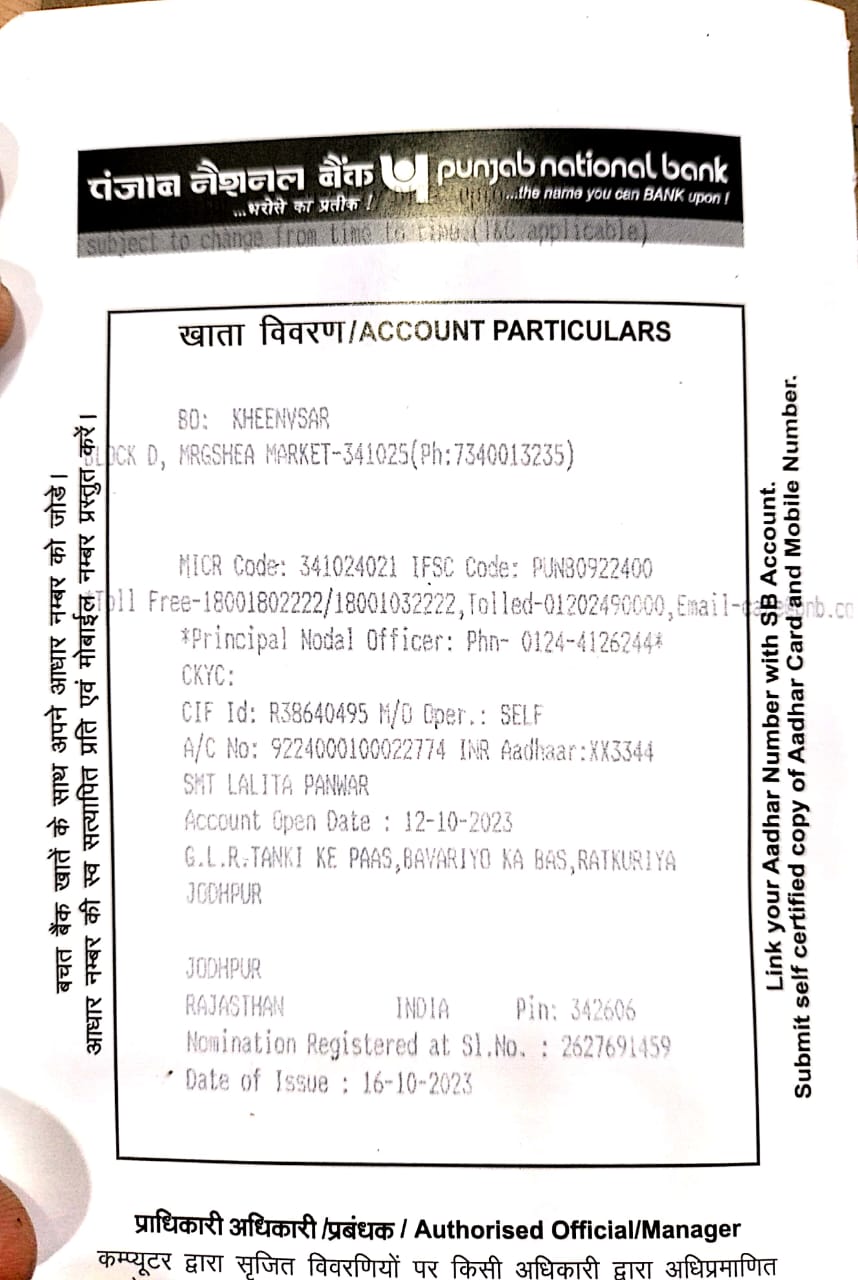 पंजाब नैशनल बैंक punjab national bank
...भरोसे का प्रतीक ! ...the name you can BANK upon !
subject to change from time to time.(T&C applicable)
खाता विवरण/ACCOUNT PARTICULARS
BO: KHEENVSAR
BLOCK D, MRGSHEA MARKET-341025(Ph:7340013235)
MICR Code: 341024021 IFSC Code: PUNB0922400
*Toll Free-18001802222/18001032222,Tolled-01202490000,Email-care@pnb.co
*Principal Nodal Officer: Phn- 0124-4126244*
CKYC:
CIF Id: R38640495 M/O Oper.: SELF
A/C No: 9224000100022774 INR Aadhaar:XX3344
SMT LALITA PANWAR
Account Open Date : 12-10-2023
G.L.R.TANKI KE PAAS,BAVARIYO KA BAS,RATKURIYA
JODHPUR
JODHPUR
RAJASTHAN INDIA Pin: 342606
Nomination Registered at Sl.No. : 2627691459
Date of Issue : 16-10-2023
बचत बैंक खातें के साथ अपने आधार नम्बर को जोडे।
आधार नम्बर की स्व सत्यापित प्रति एवं मोबाईल नम्बर प्रस्तुत करें।
Link your Aadhar Number with SB Account.
Submit self certified copy of Aadhar Card and Mobile Number.
प्राधिकारी अधिकारी /प्रबंधक / Authorised Official/Manager
कम्प्यूटर द्वारा सृजित विवरणियों पर किसी अधिकारी द्वारा अधिप्रमाणित